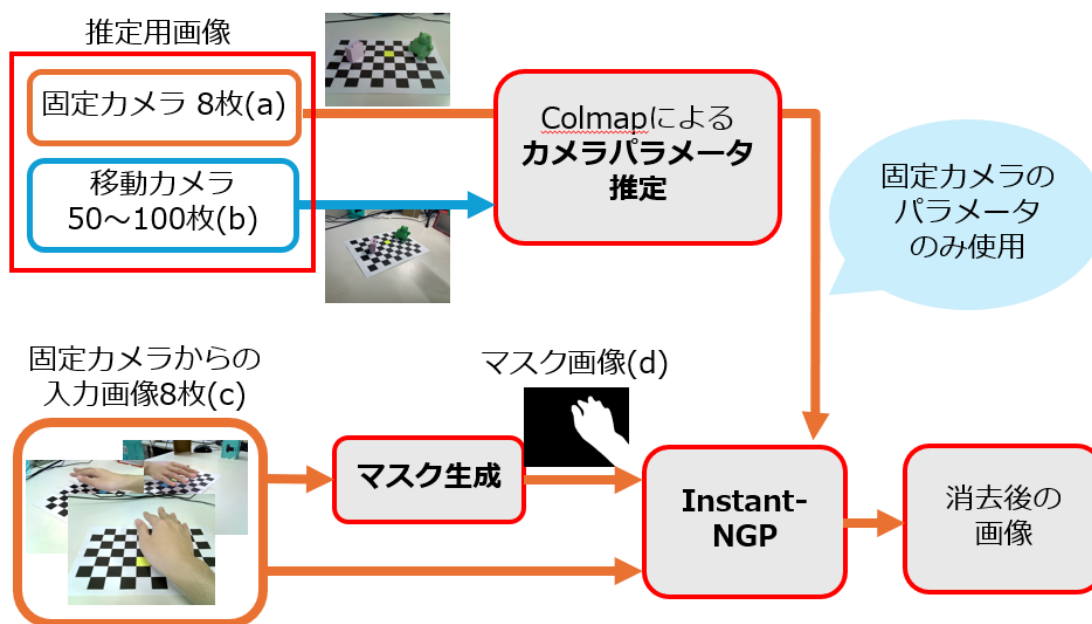 推定用画像
固定カメラ 8枚(a)
移動カメラ
50～100枚(b)
Colmapによる
カメラパラメータ
推定
固定カメラの
パラメータ
のみ使用
固定カメラからの
入力画像8枚(c)
マスク生成
マスク画像(d)
Instant-
NGP
消去後の
画像